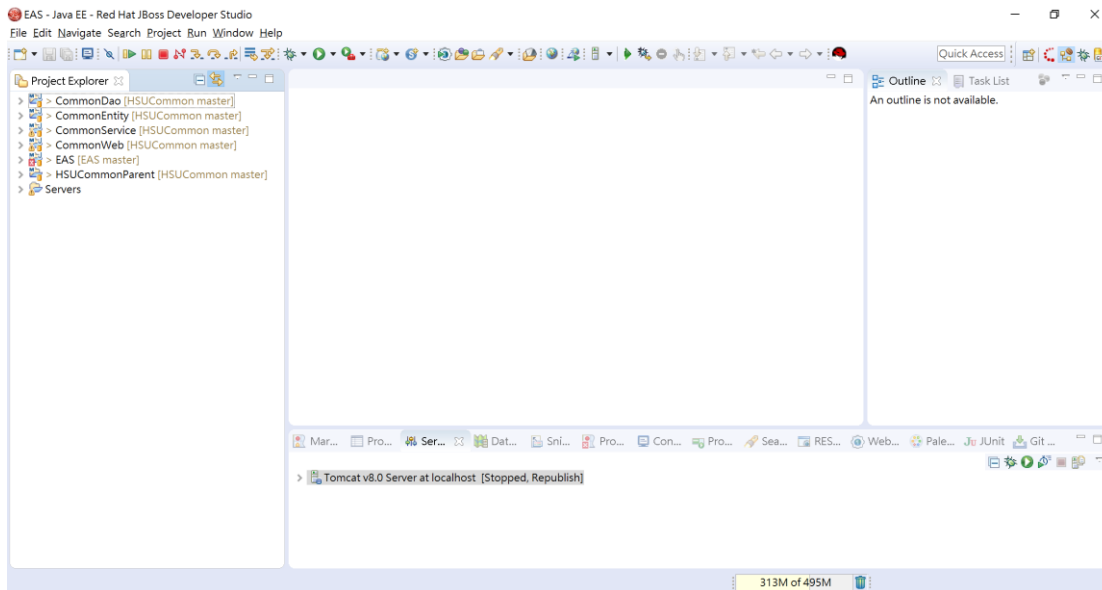 EAS - Java EE - Red Hat JBoss Developer Studio
File Edit Navigate Search Project Run Window Help
Quick Access
Project Explorer
> CommonDao [HSUCommon master]
> CommonEntity [HSUCommon master]
> CommonService [HSUCommon master]
> CommonWeb [HSUCommon master]
> EAS [EAS master]
> HSUCommonParent [HSUCommon master]
Servers
Outline Task List
An outline is not available.
Mar... Pro... Ser... Dat... Sni... Pro... Con... Pro... Sea... RES... Web... Pale... JUnit Git ...
Tomcat v8.0 Server at localhost [Stopped, Republish]
313M of 495M